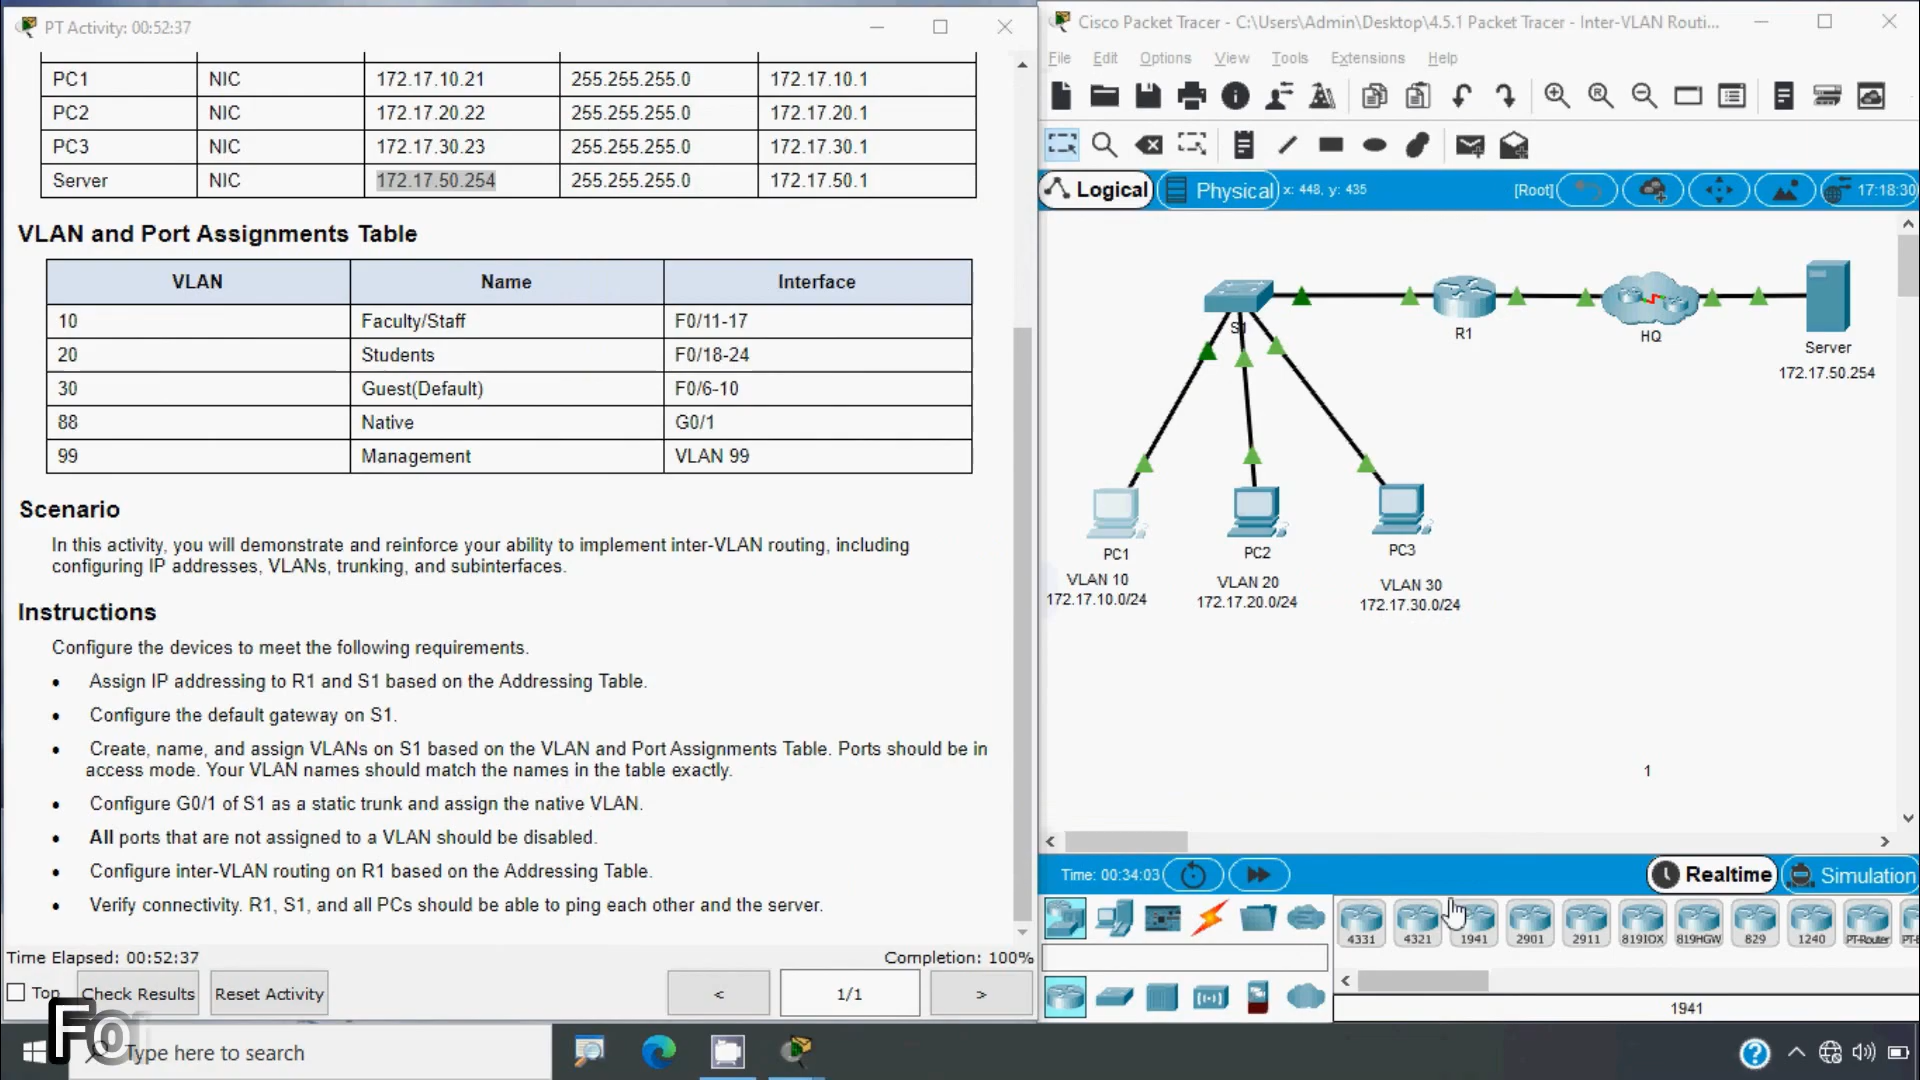 PT Activity: 00:52:37
PC1 NIC 172.17.10.21 255.255.255.0 172.17.10.1
PC2 NIC 172.17.20.22 255.255.255.0 172.17.20.1
PC3 NIC 172.17.30.23 255.255.255.0 172.17.30.1
Server NIC 172.17.50.254 255.255.255.0 172.17.50.1
VLAN and Port Assignments Table
VLAN Name Interface
10 Faculty/Staff F0/11-17
20 Students F0/18-24
30 Guest(Default) F0/6-10
88 Native G0/1
99 Management VLAN 99
Scenario
In this activity, you will demonstrate and reinforce your ability to implement inter-VLAN routing, including
configuring IP addresses, VLANs, trunking, and subinterfaces.
Instructions
Configure the devices to meet the following requirements.
• Assign IP addressing to R1 and S1 based on the Addressing Table.
• Configure the default gateway on S1.
• Create, name, and assign VLANs on S1 based on the VLAN and Port Assignments Table. Ports should be in
access mode. Your VLAN names should match the names in the table exactly.
• Configure G0/1 of S1 as a static trunk and assign the native VLAN.
• All ports that are not assigned to a VLAN should be disabled.
• Configure inter-VLAN routing on R1 based on the Addressing Table.
• Verify connectivity. R1, S1, and all PCs should be able to ping each other and the server.
Time Elapsed: 00:52:37 Completion: 100%
Top Check Results Reset Activity < 1/1 >
Cisco Packet Tracer - C:\Users\Admin\Desktop\4.5.1 Packet Tracer - Inter-VLAN Routi...
File Edit Options View Tools Extensions Help
Logical Physical x: 448, y: 435 [Root] 17:18:30
S1
R1
HQ
Server
172.17.50.254
PC1
VLAN 10
172.17.10.0/24
PC2
VLAN 20
172.17.20.0/24
PC3
VLAN 30
172.17.30.0/24
1
Time: 00:34:03 Realtime Simulation
4331 4321 1941 2901 2911 819IOX 819HGW 829 1240 PT-Router
1941
Fo
Type here to search